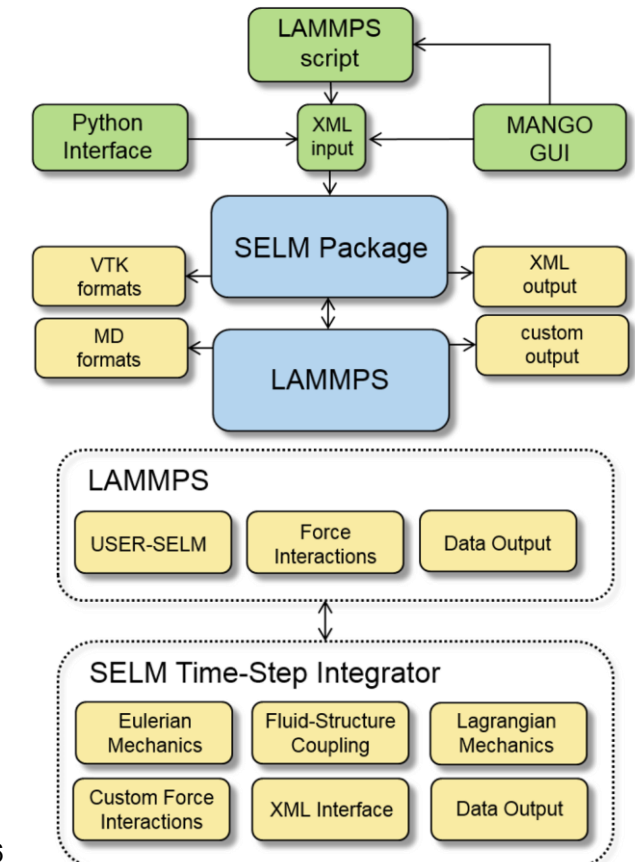 LAMMPS
script
Python
Interface
XML
input
MANGO
GUI
SELM Package
VTK
formats
XML
output
MD
formats
LAMMPS
custom
output
LAMMPS
USER-SELM
Force
Interactions
Data Output
SELM Time-Step Integrator
Eulerian
Mechanics
Fluid-Structure
Coupling
Lagrangian
Mechanics
Custom Force
Interactions
XML Interface
Data Output